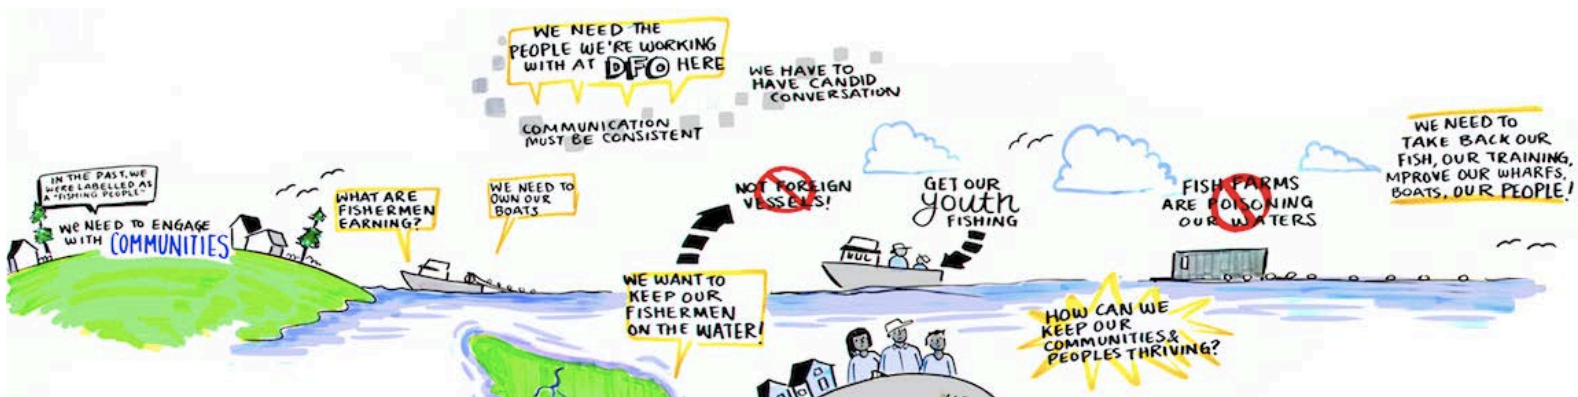 WE NEED THE
PEOPLE WE'RE WORKING
WITH AT DFO HERE
COMMUNICATION
MUST BE CONSISTENT
WE HAVE TO
HAVE CANDID
CONVERSATION
IN THE PAST, WE
WERE LABELLED AS
A "FISHING PEOPLE"
WE NEED TO ENGAGE
WITH COMMUNITIES
WHAT ARE
FISHERMEN
EARNING?
WE NEED TO
OWN OUR
BOATS
WE WANT TO
KEEP OUR
FISHERMEN
ON THE WATER!
NOT FOREIGN
VESSELS!
GET OUR
youth
FISHING
FISH FARMS
ARE POISONING
OUR WATERS
HOW CAN WE
KEEP OUR
COMMUNITIES &
PEOPLES THRIVING?
WE NEED TO
TAKE BACK OUR
FISH, OUR TRAINING,
MPROVE OUR WHARFS,
BOATS, OUR PEOPLE!